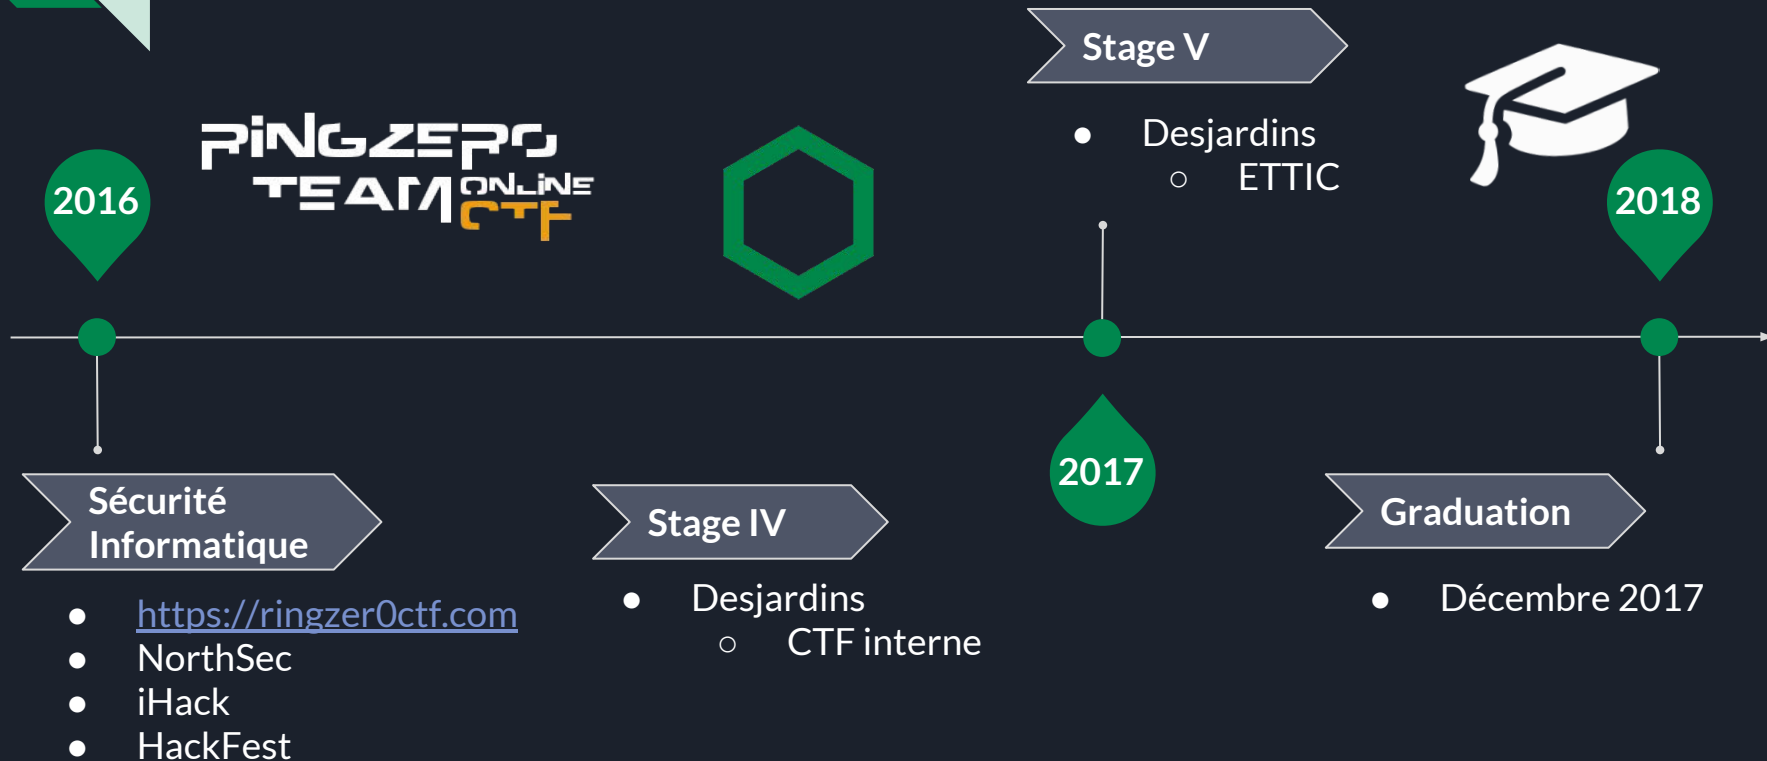 Stage V
Desjardins
ETTIC
2016
RiNGZERO
TEAM ONLiNE
CTF
2018
2017
Sécurité
Informatique
https://ringzer0ctf.com
NorthSec
iHack
HackFest
Stage IV
Desjardins
CTF interne
Graduation
Décembre 2017